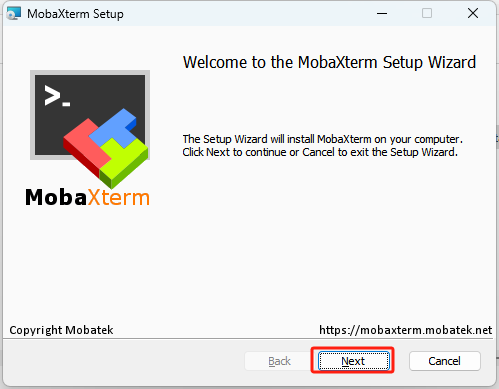 MobaXterm Setup
Welcome to the MobaXterm Setup Wizard
>_
The Setup Wizard will install MobaXterm on your computer.
Click Next to continue or Cancel to exit the Setup Wizard.
MobaXterm
Copyright Mobatek
https://mobaxterm.mobatek.net
Back
Next
Cancel